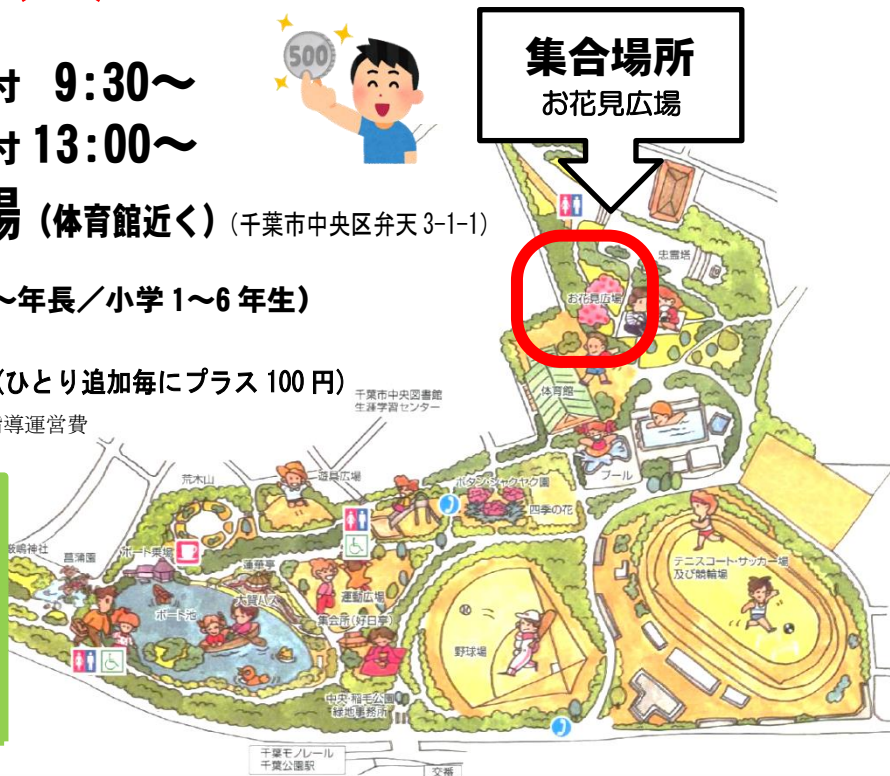 付 9:30～
付 13:00～
場（体育館近く）（千葉市中央区弁天 3-1-1）
～年長／小学 1～6 年生）
（ひとり追加毎にプラス 100 円）
導運営費
500
集合場所
お花見広場
忠霊塔
お花見広場
体育館
千葉市中央図書館
生涯学習センター
プール
荒木山
遊具広場
ボタン・シャクヤク園
四季の花
テニスコート・サッカー場
及び競輪場
厳嶋神社
菖蒲園
ボート乗場
蓮華亭
大賀ハス
ボート池
運動広場
集会所(好日亭)
野球場
中央・稲毛公園
緑地事務所
千葉モノレール
千葉公園駅
交番